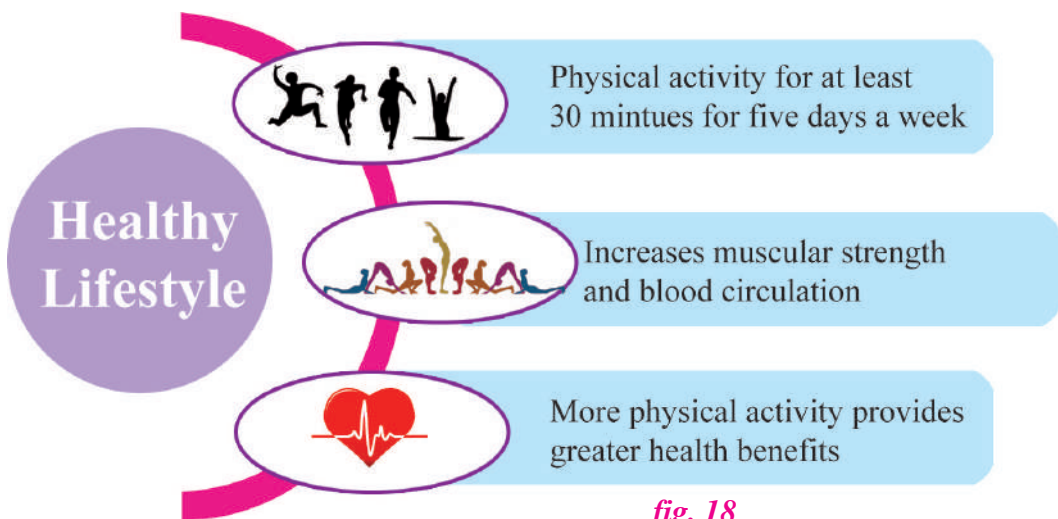 Healthy
Lifestyle
Physical activity for at least
30 mintues for five days a week
Increases muscular strength
and blood circulation
More physical activity provides
greater health benefits
fig. 18